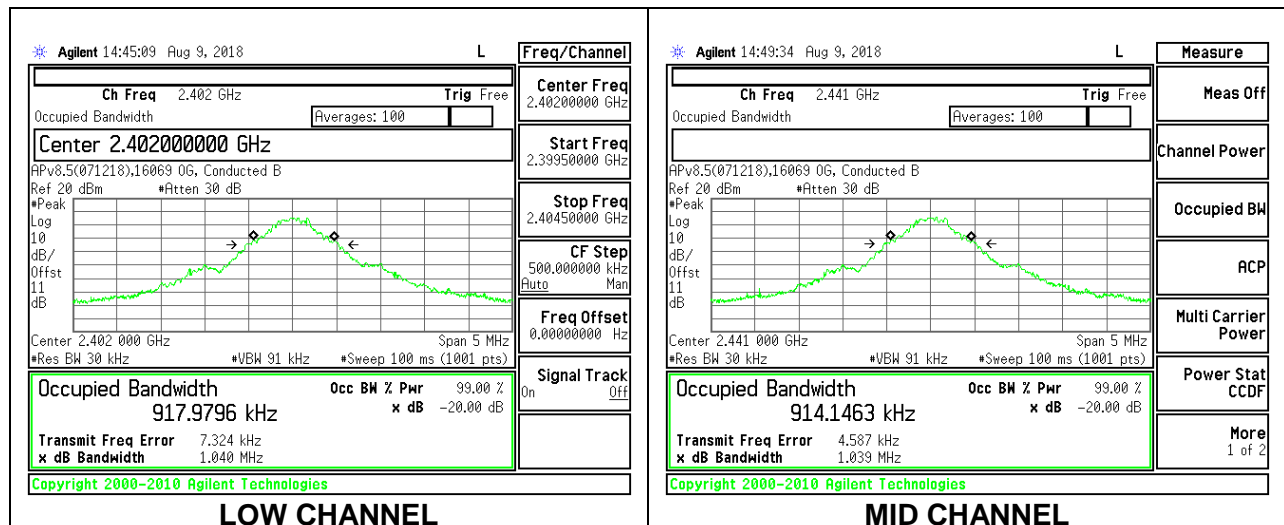 Agilent 14:45:09 Aug 9, 2018 L
Freq/Channel
Ch Freq 2.402 GHz Trig Free
Occupied Bandwidth Averages: 100
Center 2.402000000 GHz
APv8.5(071218),16069 OG, Conducted B
Ref 20 dBm #Atten 30 dB
#Peak
Log
10
dB/
Offst
11
dB
Center 2.402 000 GHz Span 5 MHz
#Res BW 30 kHz #VBW 91 kHz #Sweep 100 ms (1001 pts)
Occupied Bandwidth Occ BW % Pwr 99.00 %
917.9796 kHz x dB -20.00 dB
Transmit Freq Error 7.324 kHz
x dB Bandwidth 1.040 MHz
Copyright 2000-2010 Agilent Technologies
Center Freq
2.40200000 GHz
Start Freq
2.39950000 GHz
Stop Freq
2.40450000 GHz
CF Step
500.000000 kHz
Auto Man
Freq Offset
0.00000000 Hz
Signal Track
On Off
LOW CHANNEL
Agilent 14:49:34 Aug 9, 2018 L
Measure
Ch Freq 2.441 GHz Trig Free
Occupied Bandwidth Averages: 100
APv8.5(071218),16069 OG, Conducted B
Ref 20 dBm #Atten 30 dB
#Peak
Log
10
dB/
Offst
11
dB
Center 2.441 000 GHz Span 5 MHz
#Res BW 30 kHz #VBW 91 kHz #Sweep 100 ms (1001 pts)
Occupied Bandwidth Occ BW % Pwr 99.00 %
914.1463 kHz x dB -20.00 dB
Transmit Freq Error 4.587 kHz
x dB Bandwidth 1.039 MHz
Copyright 2000-2010 Agilent Technologies
Meas Off
Channel Power
Occupied BW
ACP
Multi Carrier
Power
Power Stat
CCDF
More
1 of 2
MID CHANNEL